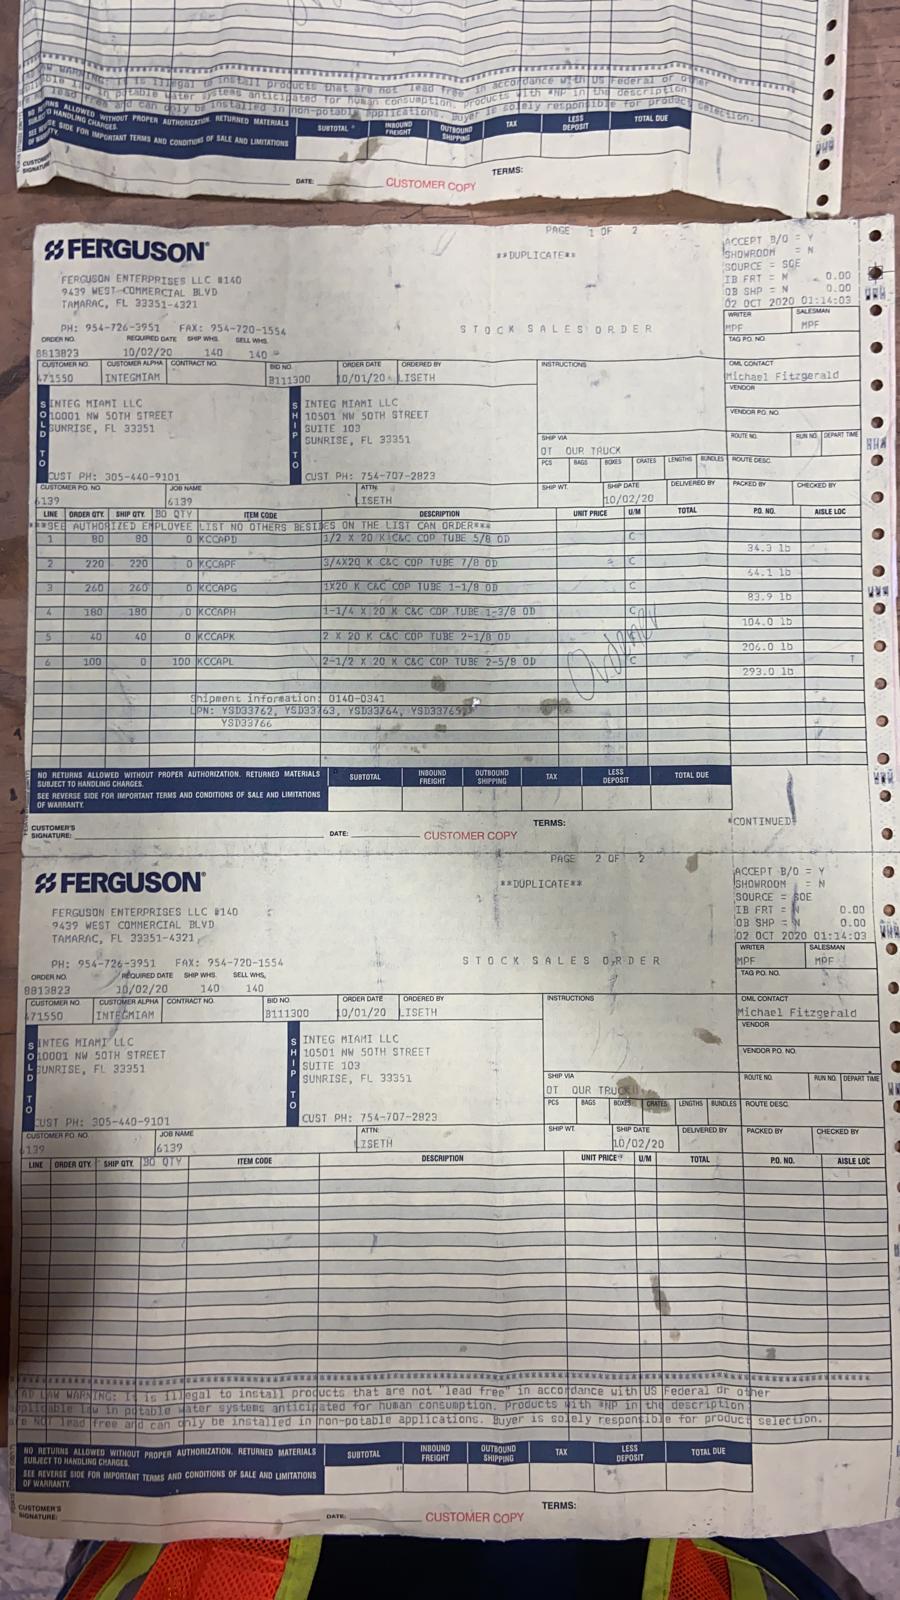 AD LAW WARNING: It is illegal to install products that are not lead free in accordance with US Federal or other
lead free and can only be installed in non-potable applications. Buyer is solely responsible for product selection.
NO RETURNS ALLOWED WITHOUT PROPER AUTHORIZATION. RETURNED MATERIALS
SUBJECT TO HANDLING CHARGES.
SEE REVERSE SIDE FOR IMPORTANT TERMS AND CONDITIONS OF SALE AND LIMITATIONS
OF WARRANTY.
SUBTOTAL INBOUND FREIGHT OUTBOUND SHIPPING TAX LESS DEPOSIT TOTAL DUE
CUSTOMER'S SIGNATURE: DATE: CUSTOMER COPY TERMS:
PAGE 1 OF 2
FERGUSON
**DUPLICATE**
ACCEPT B/O = Y
SHOWROOM = N
SOURCE = SOE
IB FRT = N 0.00
OB SHP = N 0.00
02 OCT 2020 01:14:03
FERGUSON ENTERPRISES LLC #140
9439 WEST COMMERCIAL BLVD
TAMARAC, FL 33351-4321
PH: 954-726-3951 FAX: 954-720-1554
STOCK SALES ORDER
WRITER SALESMAN
MPF MPF
TAG P.O. NO.
ORDER NO. REQUIRED DATE SHIP WHS. SELL WHS.
8813823 10/02/20 140 140
CUSTOMER NO. CUSTOMER ALPHA CONTRACT NO. BID NO. ORDER DATE ORDERED BY INSTRUCTIONS OML CONTACT
471550 INTEGMIAM B111300 10/01/20 LISETH Michael Fitzgerald
VENDOR
VENDOR P.O. NO.
SOLD TO
INTEG MIAMI LLC
10001 NW 50TH STREET
SUNRISE, FL 33351
CUST PH: 305-440-9101
SHIP TO
INTEG MIAMI LLC
10501 NW 50TH STREET
SUITE 103
SUNRISE, FL 33351
CUST PH: 754-707-2823
SHIP VIA ROUTE NO. RUN NO. DEPART TIME
OT OUR TRUCK
PCS BAGS BOXES CRATES LENGTHS BUNDLES ROUTE DESC.
CUSTOMER P.O. NO. JOB NAME ATTN: SHIP WT. SHIP DATE DELIVERED BY PACKED BY CHECKED BY
6139 6139 LISETH 10/02/20
LINE ORDER QTY. SHIP QTY. BO QTY ITEM CODE DESCRIPTION UNIT PRICE U/M TOTAL P.O. NO. AISLE LOC
***SEE AUTHORIZED EMPLOYEE LIST NO OTHERS BESIDES ON THE LIST CAN ORDER***
1 80 80 0 KCCAPD 1/2 X 20 K C&C COP TUBE 5/8 OD C
34.3 lb
2 220 220 0 KCCAPF 3/4X20 K C&C COP TUBE 7/8 OD C
64.1 lb
3 260 260 0 KCCAPG 1X20 K C&C COP TUBE 1-1/8 OD C
83.9 lb
4 180 180 0 KCCAPH 1-1/4 X 20 K C&C COP TUBE 1-3/8 OD C
104.0 lb
5 40 40 0 KCCAPK 2 X 20 K C&C COP TUBE 2-1/8 OD
206.0 lb
6 100 0 100 KCCAPL 2-1/2 X 20 K C&C COP TUBE 2-5/8 OD C T
293.0 lb
Shipment information: 0140-0341
LPN: YSD33762, YSD33763, YSD33764, YSD33765,
YSD33766
NO RETURNS ALLOWED WITHOUT PROPER AUTHORIZATION. RETURNED MATERIALS
SUBJECT TO HANDLING CHARGES.
SEE REVERSE SIDE FOR IMPORTANT TERMS AND CONDITIONS OF SALE AND LIMITATIONS
OF WARRANTY.
SUBTOTAL INBOUND FREIGHT OUTBOUND SHIPPING TAX LESS DEPOSIT TOTAL DUE
*CONTINUED*
CUSTOMER'S SIGNATURE: DATE: CUSTOMER COPY TERMS:
PAGE 2 OF 2
FERGUSON
**DUPLICATE**
ACCEPT B/O = Y
SHOWROOM = N
SOURCE = SOE
IB FRT = N 0.00
OB SHP = N 0.00
02 OCT 2020 01:14:03
FERGUSON ENTERPRISES LLC #140
9439 WEST COMMERCIAL BLVD
TAMARAC, FL 33351-4321
PH: 954-726-3951 FAX: 954-720-1554
STOCK SALES ORDER
WRITER SALESMAN
MPF MPF
TAG P.O. NO.
ORDER NO. REQUIRED DATE SHIP WHS. SELL WHS.
8813823 10/02/20 140 140
CUSTOMER NO. CUSTOMER ALPHA CONTRACT NO. BID NO. ORDER DATE ORDERED BY INSTRUCTIONS OML CONTACT
471550 INTEGMIAM B111300 10/01/20 LISETH Michael Fitzgerald
VENDOR
VENDOR P.O. NO.
SOLD TO
INTEG MIAMI LLC
10001 NW 50TH STREET
SUNRISE, FL 33351
CUST PH: 305-440-9101
SHIP TO
INTEG MIAMI LLC
10501 NW 50TH STREET
SUITE 103
SUNRISE, FL 33351
CUST PH: 754-707-2823
SHIP VIA ROUTE NO. RUN NO. DEPART TIME
OT OUR TRUCK
PCS BAGS BOXES CRATES LENGTHS BUNDLES ROUTE DESC.
CUSTOMER P.O. NO. JOB NAME ATTN: SHIP WT. SHIP DATE DELIVERED BY PACKED BY CHECKED BY
6139 6139 LISETH 10/02/20
LINE ORDER QTY. SHIP QTY. BO QTY ITEM CODE DESCRIPTION UNIT PRICE U/M TOTAL P.O. NO. AISLE LOC
AD LAW WARNING: It is illegal to install products that are not "lead free" in accordance with US Federal or other
plicable law in potable water systems anticipated for human consumption. Products with *NP in the description
are NOT lead free and can only be installed in non-potable applications. Buyer is solely responsible for product selection.
NO RETURNS ALLOWED WITHOUT PROPER AUTHORIZATION. RETURNED MATERIALS
SUBJECT TO HANDLING CHARGES.
SEE REVERSE SIDE FOR IMPORTANT TERMS AND CONDITIONS OF SALE AND LIMITATIONS
OF WARRANTY.
SUBTOTAL INBOUND FREIGHT OUTBOUND SHIPPING TAX LESS DEPOSIT TOTAL DUE
CUSTOMER'S SIGNATURE: DATE: CUSTOMER COPY TERMS: